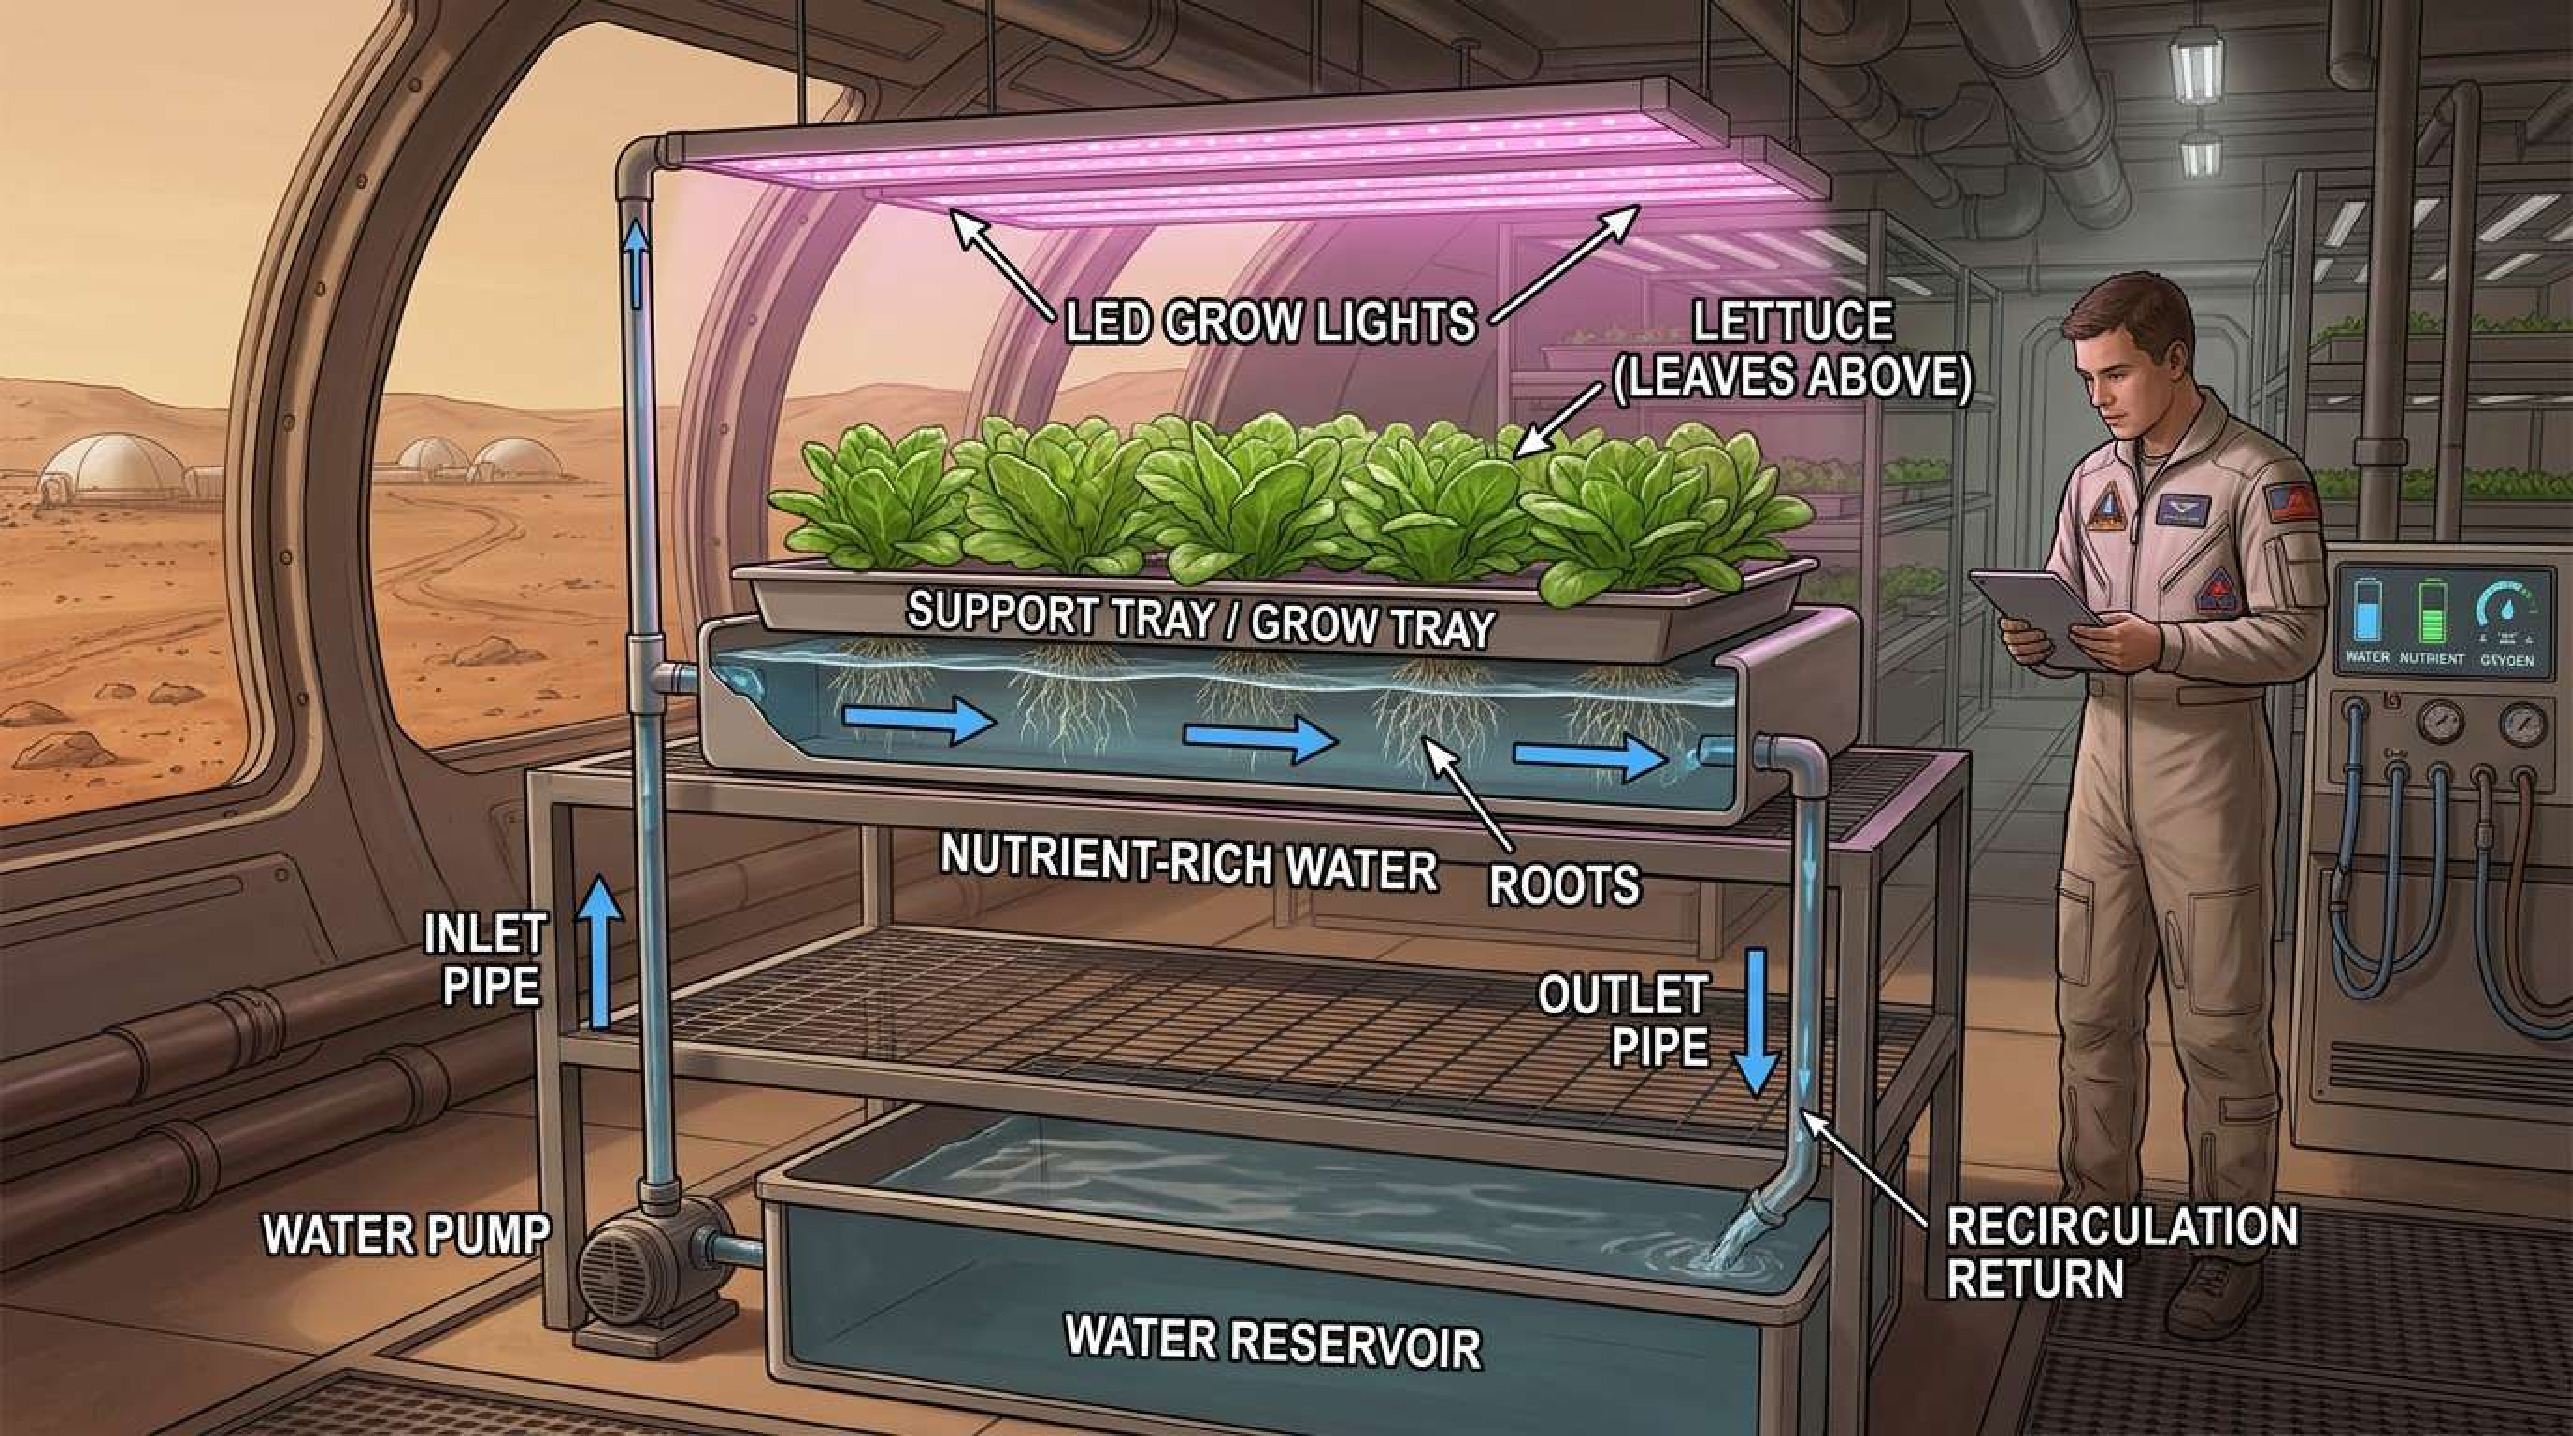 LED GROW LIGHTS
LETTUCE
(LEAVES ABOVE)
SUPPORT TRAY / GROW TRAY
WATER NUTRIENT
NUTRIENT-RICH WATER
ROOTS
INLET
PIPE
OUTLET
PIPE
WATER PUMP
RECIRCULATION
RETURN
WATER RESERVOIR